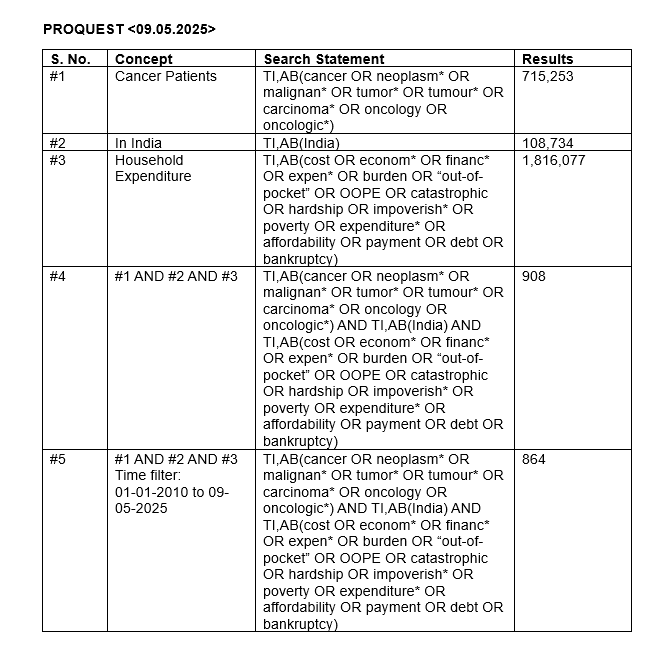 PROQUEST <09.05.2025>
S. No. Concept Search Statement Results
#1 Cancer Patients TI,AB(cancer OR neoplasm* OR 715,253
malignan* OR tumor* OR tumour* OR
carcinoma* OR oncology OR
oncologic*)
#2 In India TI,AB(India) 108,734
#3 Household TI,AB(cost OR econom* OR financ* 1,816,077
Expenditure OR expen* OR burden OR “out-of-
pocket” OR OOPE OR catastrophic
OR hardship OR impoverish* OR
poverty OR expenditure* OR
affordability OR payment OR debt OR
bankruptcy)
#4 #1 AND #2 AND #3 TI,AB(cancer OR neoplasm* OR 908
malignan* OR tumor* OR tumour* OR
carcinoma* OR oncology OR
oncologic*) AND TI,AB(India) AND
TI,AB(cost OR econom* OR financ*
OR expen* OR burden OR “out-of-
pocket” OR OOPE OR catastrophic
OR hardship OR impoverish* OR
poverty OR expenditure* OR
affordability OR payment OR debt OR
bankruptcy)
#5 #1 AND #2 AND #3 TI,AB(cancer OR neoplasm* OR 864
Time filter: malignan* OR tumor* OR tumour* OR
01-01-2010 to 09- carcinoma* OR oncology OR
05-2025 oncologic*) AND TI,AB(India) AND
TI,AB(cost OR econom* OR financ*
OR expen* OR burden OR “out-of-
pocket” OR OOPE OR catastrophic
OR hardship OR impoverish* OR
poverty OR expenditure* OR
affordability OR payment OR debt OR
bankruptcy)